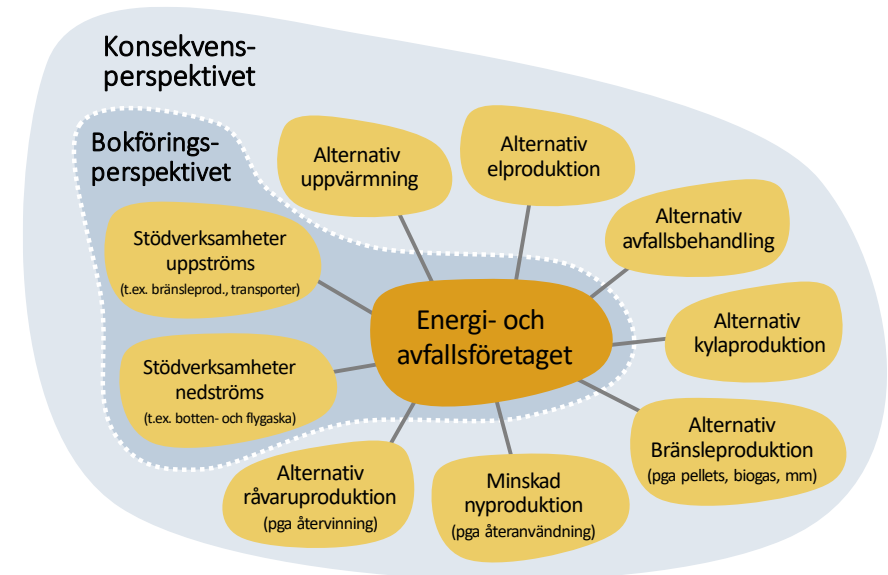 Konsekvens-
perspektivet
Bokförings-
perspektivet
Alternativ
uppvärmning
Alternativ
elproduktion
Alternativ
avfallsbehandling
Stödverksamheter
uppströms
(t.ex. bränsleprod., transporter)
Energi- och
avfallsföretaget
Alternativ
kylaproduktion
Stödverksamheter
nedströms
(t.ex. botten- och flygaska)
Alternativ
Bränsleproduktion
(pga pellets, biogas, mm)
Alternativ
råvaruproduktion
(pga återvinning)
Minskad
nyproduktion
(pga återanvändning)